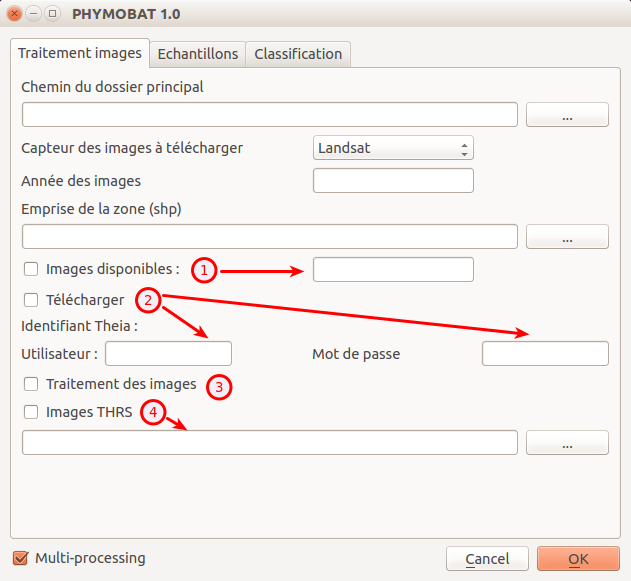 PHYMOBAT 1.0
Traitement images Echantillons Classification
Chemin du dossier principal
...
Capteur des images à télécharger Landsat
Année des images
Emprise de la zone (shp)
...
Images disponibles : 1
Télécharger 2
Identifiant Theia :
Utilisateur : Mot de passe
Traitement des images 3
Images THRS 4
...
Multi-processing Cancel OK